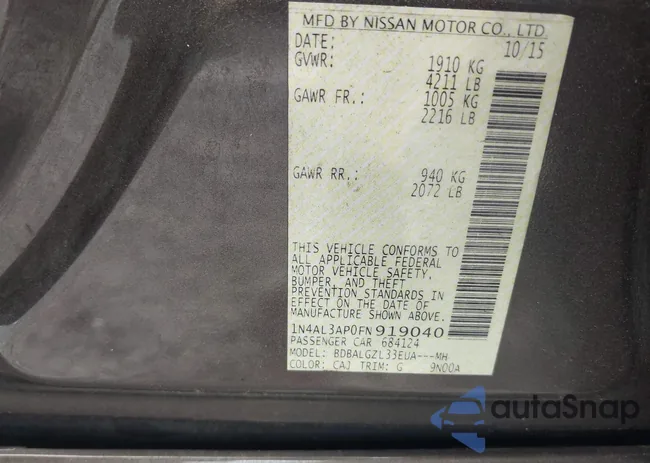 MFD BY NISSAN MOTOR CO., LTD.
DATE: 10/15
GVWR: 1910 KG
4211 LB
GAWR FR.: 1005 KG
2216 LB
GAWR RR.: 940 KG
2072 LB
THIS VEHICLE CONFORMS TO
ALL APPLICABLE FEDERAL
MOTOR VEHICLE SAFETY,
BUMPER, AND THEFT
PREVENTION STANDARDS IN
EFFECT ON THE DATE OF
MANUFACTURE SHOWN ABOVE.
1N4AL3AP0FN919040
PASSENGER CAR 684124
MODEL: BDBALGZL33EUA---MH
COLOR: CAJ TRIM: G 9N00A
autoSnap